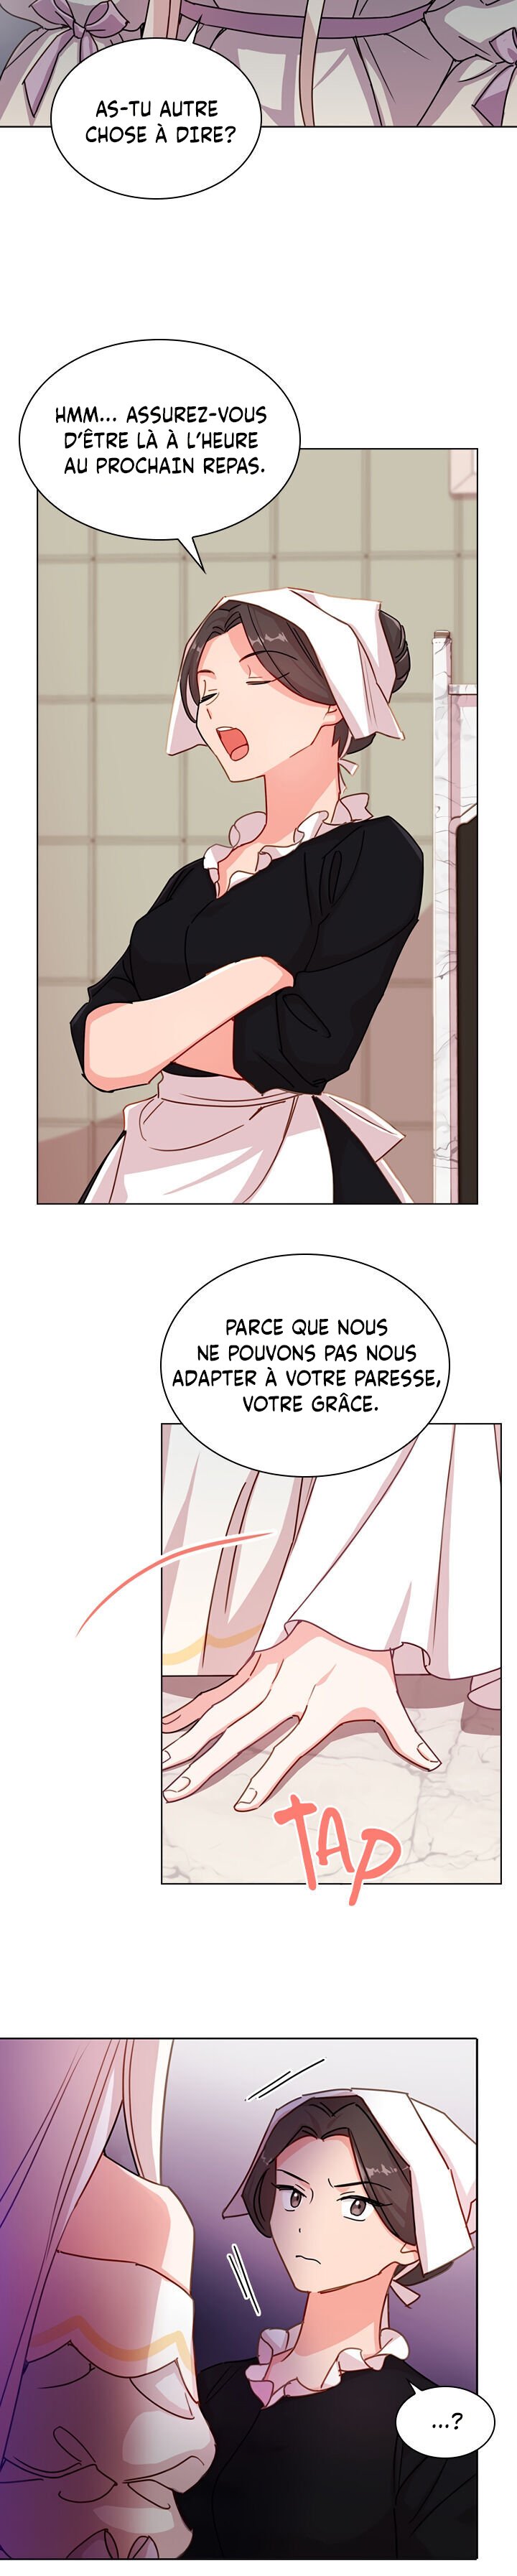 AS-TU AUTRE
CHOSE À DIRE?
HMM... ASSUREZ-VOUS
D'ÊTRE LÀ À L'HEURE
AU PROCHAIN REPAS.
PARCE QUE NOUS
NE POUVONS PAS NOUS
ADAPTER À VOTRE PARESSE,
VOTRE GRÂCE.
TAP
...?